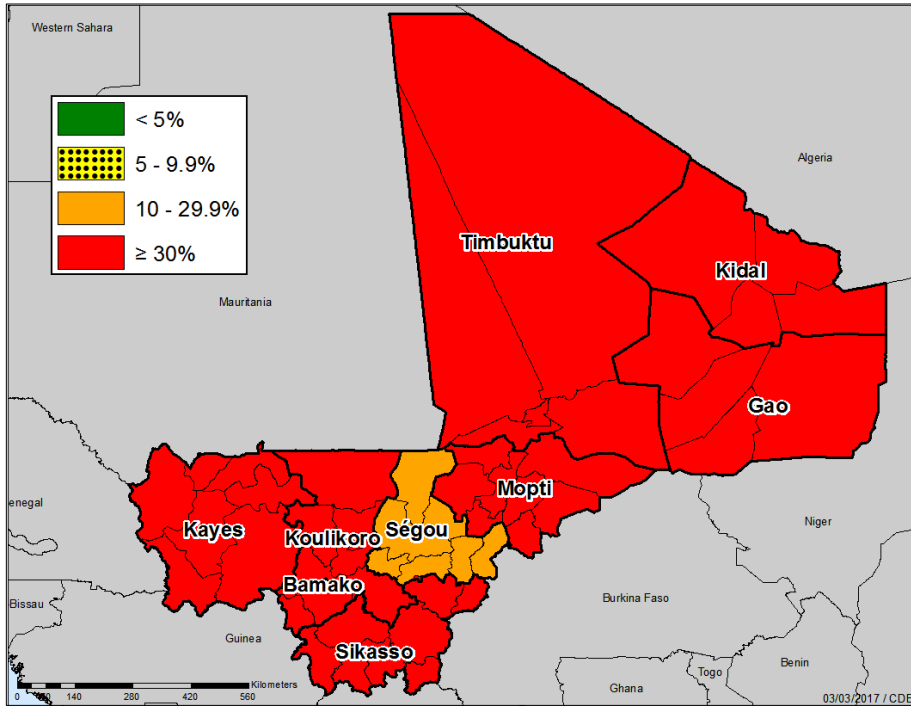 Western Sahara
< 5%
5 - 9.9%
10 - 29.9%
≥ 30%
Algeria
Timbuktu
Kidal
Mauritania
Gao
Mopti
enegal
Kayes
Koulikoro
Ségou
Niger
Bamako
Bissau
Burkina Faso
Guinea
Sikasso
Benin
Togo
Ghana
Kilometers
0 70 140 280 420 560
03/03/2017 / CDE